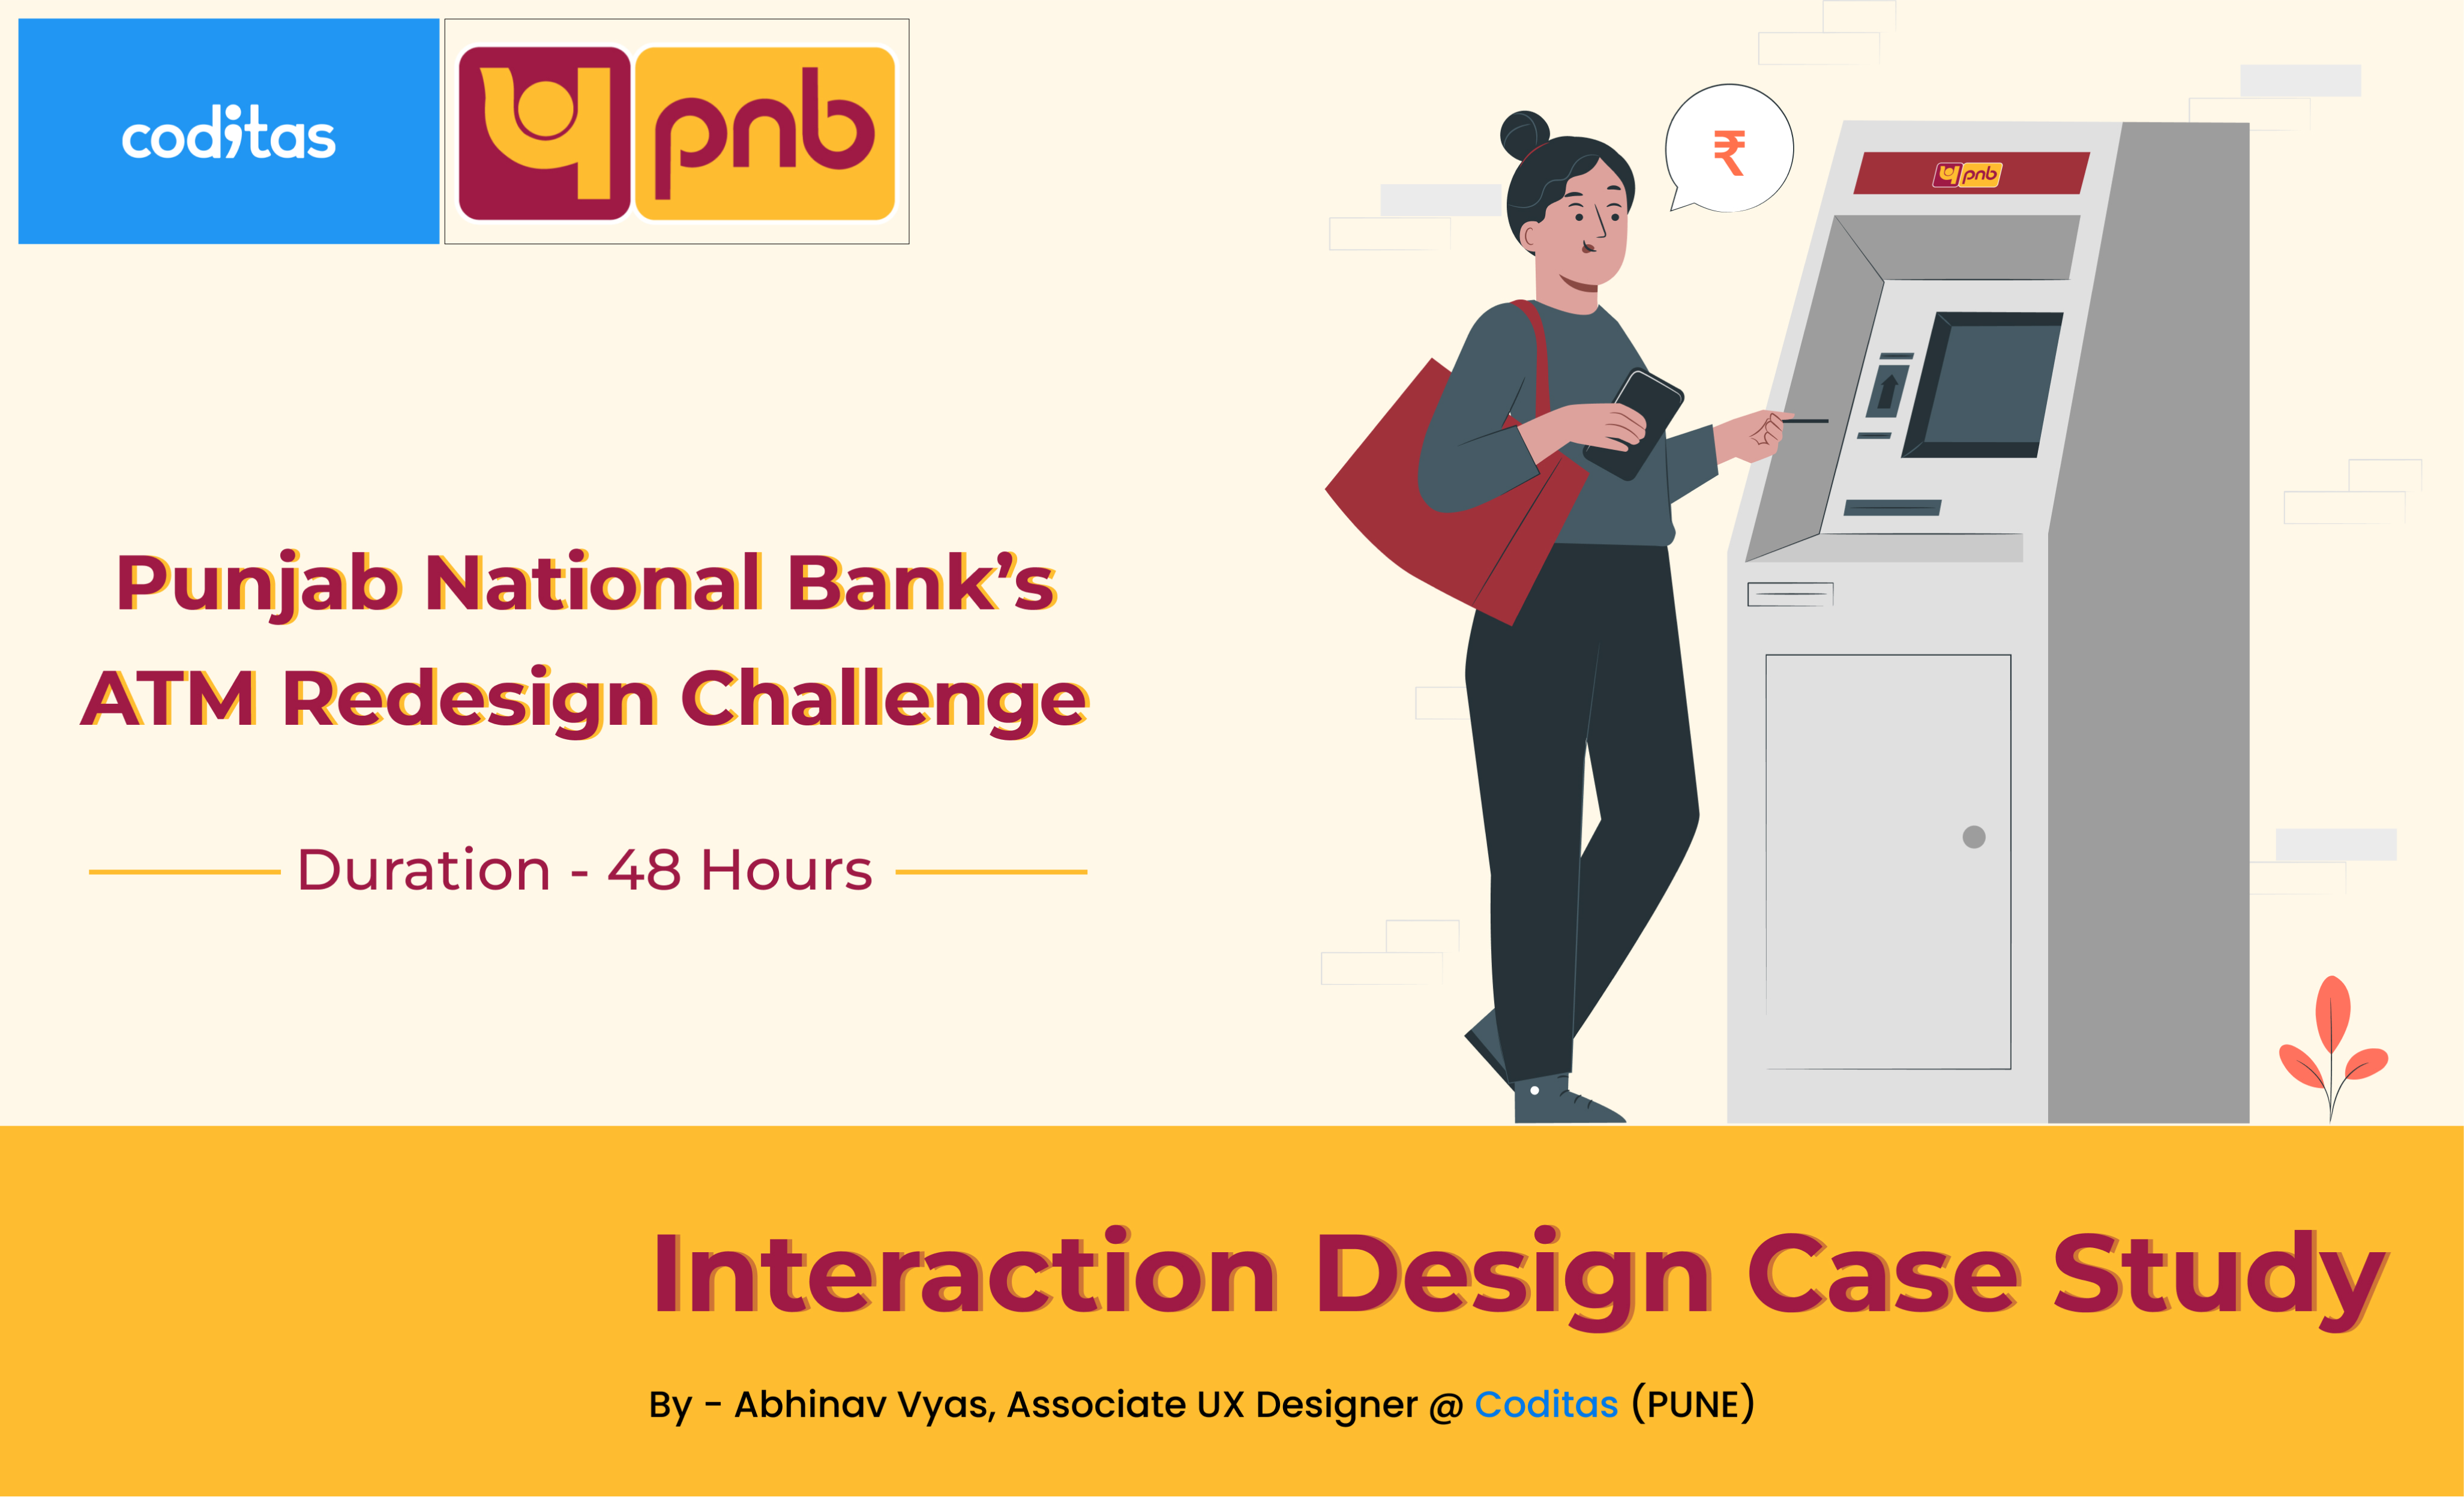 coditas
प pnb
₹
प pnb
Punjab National Bank’s
ATM Redesign Challenge
Duration - 48 Hours
Interaction Design Case Study
By - Abhinav Vyas, Associate UX Designer @ Coditas (PUNE)